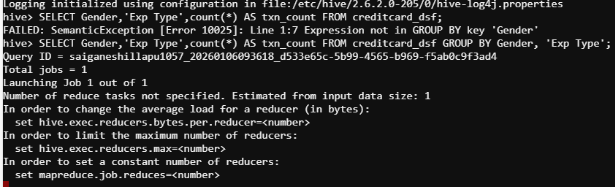 Logging initialized using configuration in file:/etc/hive/2.6.2.0-205/0/hive-log4j.properties
hive> SELECT Gender,'Exp Type',count(*) AS txn_count FROM creditcard_dsf;
FAILED: SemanticException [Error 10025]: Line 1:7 Expression not in GROUP BY key 'Gender'
hive> SELECT Gender,'Exp Type',count(*) AS txn_count FROM creditcard_dsf GROUP BY Gender, 'Exp Type';
Query ID = saiganeshillapu1057_20260106093618_d533e65c-5b99-4565-b969-f5ab0c9f3ad4
Total jobs = 1
Launching Job 1 out of 1
Number of reduce tasks not specified. Estimated from input data size: 1
In order to change the average load for a reducer (in bytes):
  set hive.exec.reducers.bytes.per.reducer=<number>
In order to limit the maximum number of reducers:
  set hive.exec.reducers.max=<number>
In order to set a constant number of reducers:
  set mapreduce.job.reduces=<number>